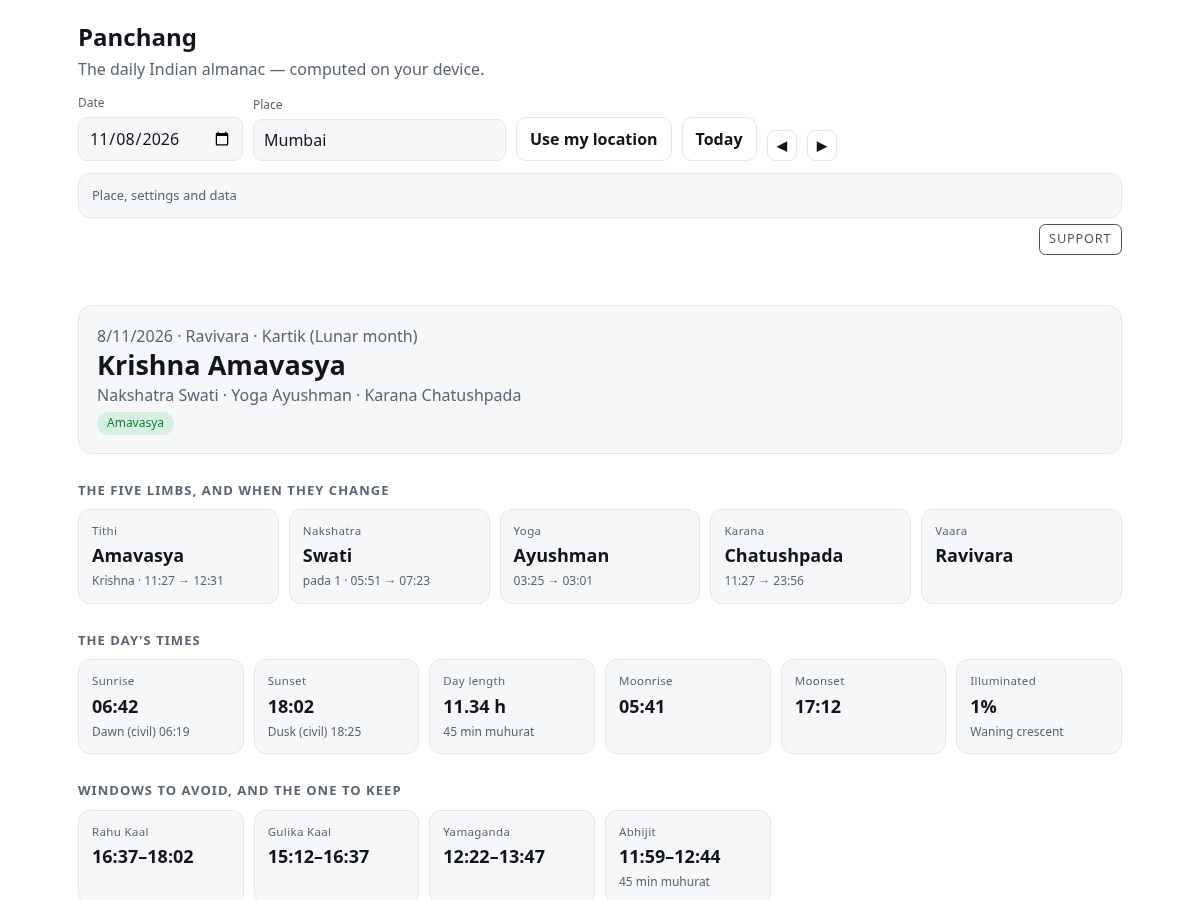 Panchang
The daily Indian almanac — computed on your device.
Date
Place
11/08/2026
Mumbai
Use my location
Today
◀
▶
Place, settings and data
SUPPORT
8/11/2026 · Ravivara · Kartik (Lunar month)
Krishna Amavasya
Nakshatra Swati · Yoga Ayushman · Karana Chatushpada
Amavasya
THE FIVE LIMBS, AND WHEN THEY CHANGE
Tithi
Amavasya
Krishna · 11:27 → 12:31
Nakshatra
Swati
pada 1 · 05:51 → 07:23
Yoga
Ayushman
03:25 → 03:01
Karana
Chatushpada
11:27 → 23:56
Vaara
Ravivara
THE DAY'S TIMES
Sunrise
06:42
Dawn (civil) 06:19
Sunset
18:02
Dusk (civil) 18:25
Day length
11.34 h
45 min muhurat
Moonrise
05:41
Moonset
17:12
Illuminated
1%
Waning crescent
WINDOWS TO AVOID, AND THE ONE TO KEEP
Rahu Kaal
16:37–18:02
Gulika Kaal
15:12–16:37
Yamaganda
12:22–13:47
Abhijit
11:59–12:44
45 min muhurat